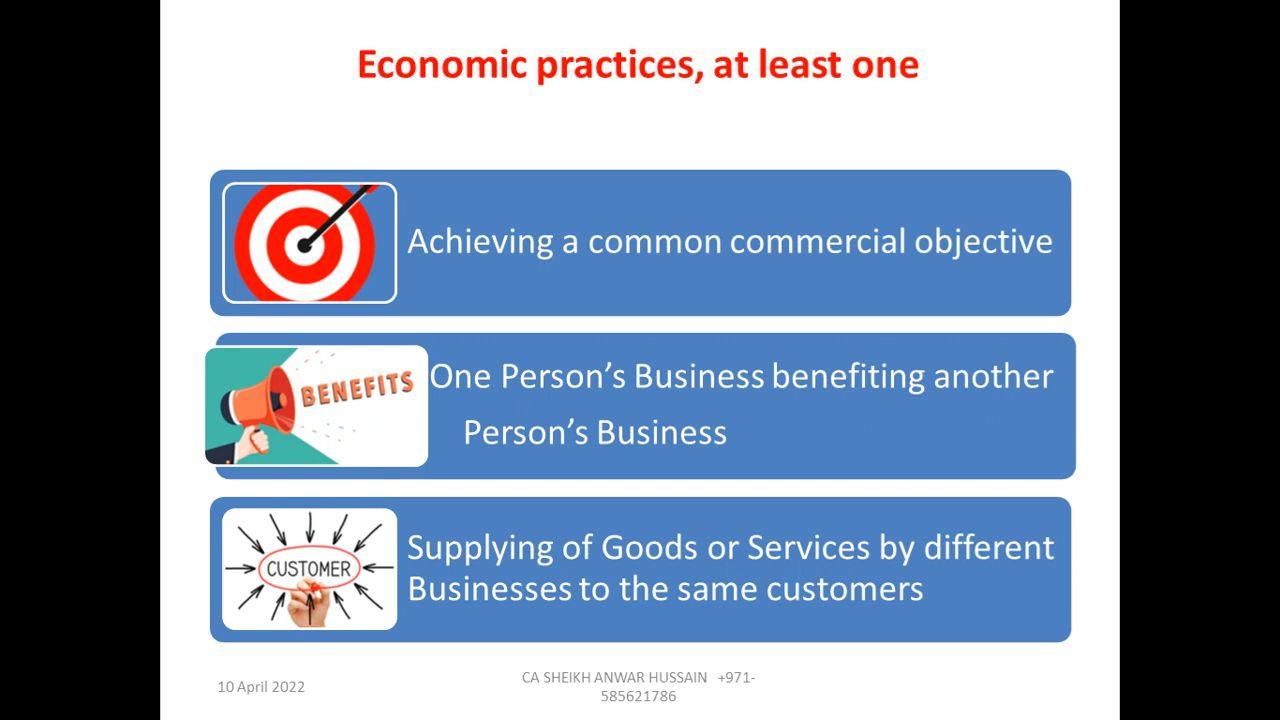 Economic practices, at least one
Achieving a common commercial objective
BENEFITS
One Person’s Business benefiting another
Person’s Business
CUSTOMER
Supplying of Goods or Services by different
Businesses to the same customers
10 April 2022
CA SHEIKH ANWAR HUSSAIN +971-
585621786